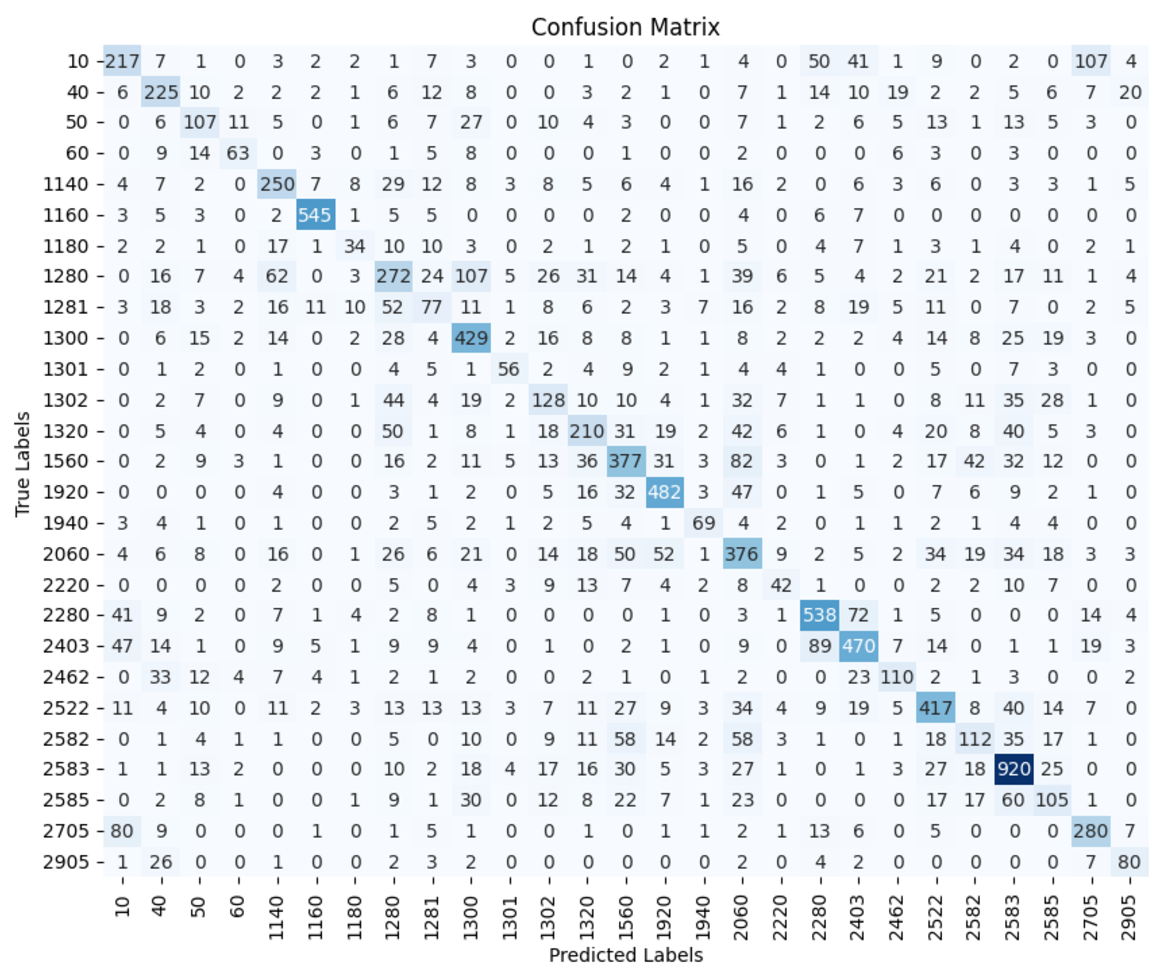 Confusion Matrix
10 217 7 1 0 3 2 2 1 7 3 0 0 1 0 2 1 4 0 50 41 1 9 0 2 0 107 4
40 6 225 10 2 2 2 1 6 12 8 0 0 3 2 1 0 7 1 14 10 19 2 2 5 6 7 20
50 0 6 107 11 5 0 1 6 7 27 0 10 4 3 0 0 7 1 2 6 5 13 1 13 5 3 0
60 0 9 14 63 0 3 0 1 5 8 0 0 0 1 0 0 2 0 0 0 6 3 0 3 0 0 0
1140 4 7 2 0 250 7 8 29 12 8 3 8 5 6 4 1 16 2 0 6 3 6 0 3 3 1 5
1160 3 5 3 0 2 545 1 5 5 0 0 0 0 2 0 0 4 0 6 7 0 0 0 0 0 0 0
1180 2 2 1 0 17 1 34 10 10 3 0 2 1 2 1 0 5 0 4 7 1 3 1 4 0 2 1
1280 0 16 7 4 62 0 3 272 24 107 5 26 31 14 4 1 39 6 5 4 2 21 2 17 11 1 4
1281 3 18 3 2 16 11 10 52 77 11 1 8 6 2 3 7 16 2 8 19 5 11 0 7 0 2 5
1300 0 6 15 2 14 0 2 28 4 429 2 16 8 8 1 1 8 2 2 2 4 14 8 25 19 3 0
1301 0 1 2 0 1 0 0 4 5 1 56 2 4 9 2 1 4 4 1 0 0 5 0 7 3 0 0
1302 0 2 7 0 9 0 1 44 4 19 2 128 10 10 4 1 32 7 1 1 0 8 11 35 28 1 0
1320 0 5 4 0 4 0 0 50 1 8 1 18 210 31 19 2 42 6 1 0 4 20 8 40 5 3 0
1560 0 2 9 3 1 0 0 16 2 11 5 13 36 377 31 3 82 3 0 1 2 17 42 32 12 0 0
1920 0 0 0 0 4 0 0 3 1 2 0 5 16 32 482 3 47 0 1 5 0 7 6 9 2 1 0
1940 3 4 1 0 1 0 0 2 5 2 1 2 5 4 1 69 4 2 0 1 1 2 1 4 4 0 0
2060 4 6 8 0 16 0 1 26 6 21 0 14 18 50 52 1 376 9 2 5 2 34 19 34 18 3 3
2220 0 0 0 0 2 0 0 5 0 4 3 9 13 7 4 2 8 42 1 0 0 2 2 10 7 0 0
2280 41 9 2 0 7 1 4 2 8 1 0 0 0 0 1 0 3 1 538 72 1 5 0 0 0 14 4
2403 47 14 1 0 9 5 1 9 9 4 0 1 0 2 1 0 9 0 89 470 7 14 0 1 1 19 3
2462 0 33 12 4 7 4 1 2 1 2 0 0 2 1 0 1 2 0 0 23 110 2 1 3 0 0 2
2522 11 4 10 0 11 2 3 13 13 13 3 7 11 27 9 3 34 4 9 19 5 417 8 40 14 7 0
2582 0 1 4 1 1 0 0 5 0 10 0 9 11 58 14 2 58 3 1 0 1 18 112 35 17 1 0
2583 1 1 13 2 0 0 0 10 2 18 4 17 16 30 5 3 27 1 0 1 3 27 18 920 25 0 0
2585 0 2 8 1 0 0 1 9 1 30 0 12 8 22 7 1 23 0 0 0 0 17 17 60 105 1 0
2705 80 9 0 0 0 1 0 1 5 1 0 0 1 0 1 1 2 1 13 6 0 5 0 0 0 280 7
2905 1 26 0 0 1 0 0 2 3 2 0 0 0 0 0 0 2 0 4 2 0 0 0 0 0 7 80
10 40 50 60 1140 1160 1180 1280 1281 1300 1301 1302 1320 1560 1920 1940 2060 2220 2280 2403 2462 2522 2582 2583 2585 2705 2905
Predicted Labels
True Labels